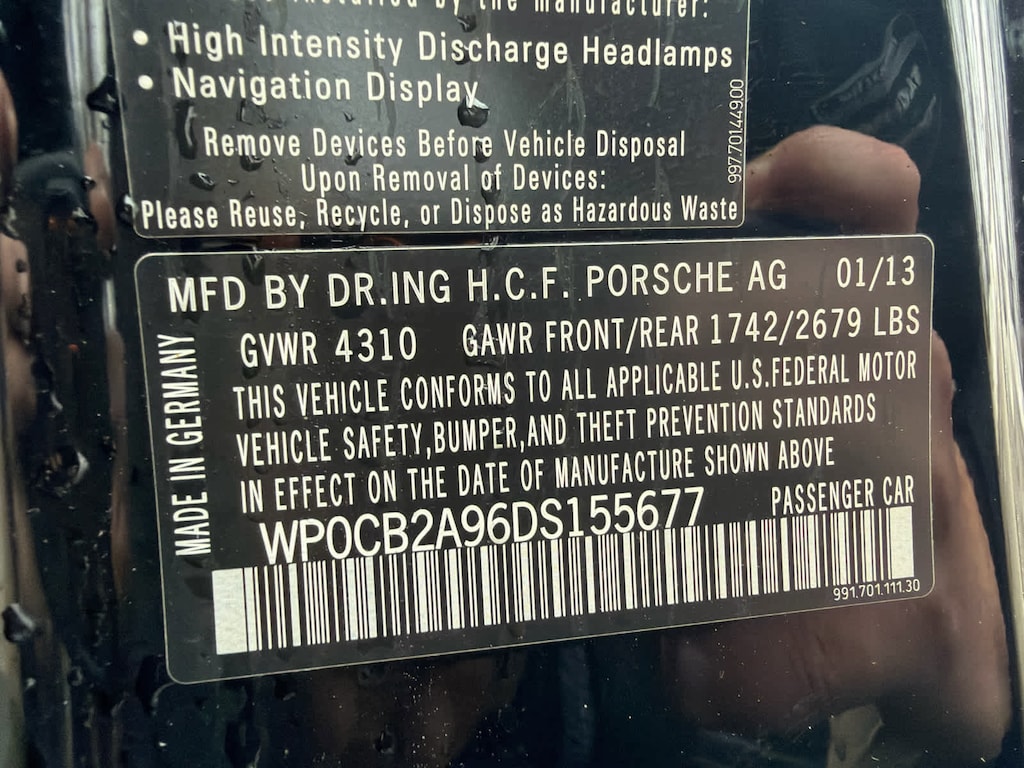 installed by the manufacturer:
• High Intensity Discharge Headlamps
• Navigation Display
Remove Devices Before Vehicle Disposal
Upon Removal of Devices:
Please Reuse, Recycle, or Dispose as Hazardous Waste
997.701.449.00
MFD BY DR.ING H.C.F. PORSCHE AG 01/13
GVWR 4310 GAWR FRONT/REAR 1742/2679 LBS
THIS VEHICLE CONFORMS TO ALL APPLICABLE U.S.FEDERAL MOTOR
VEHICLE SAFETY,BUMPER,AND THEFT PREVENTION STANDARDS
IN EFFECT ON THE DATE OF MANUFACTURE SHOWN ABOVE
WP0CB2A96DS155677 PASSENGER CAR
991.701.111.30
MADE IN GERMANY